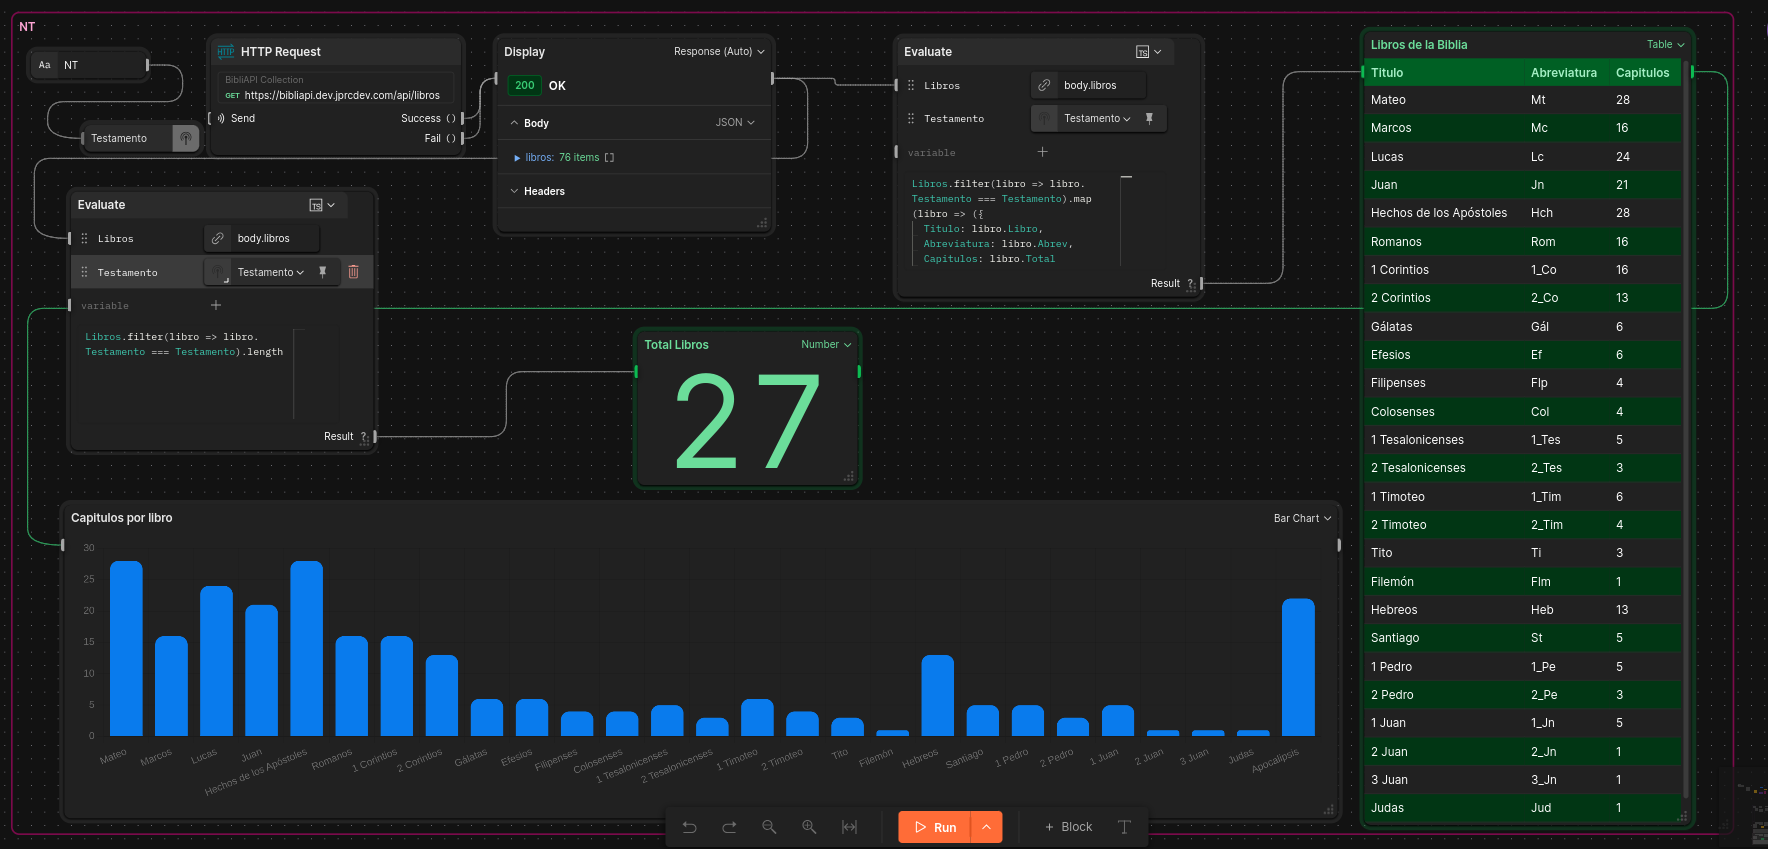 NT
Aa NT
Testamento
HTTP HTTP Request
BibliAPI Collection
GET https://bibliapi.dev.jprcdev.com/api/libros
Send Success ()
Fail ()
Display Response (Auto)
200 OK
Body JSON
libros: 76 items []
Headers
Evaluate TS
Libros body.libros
Testamento Testamento
variable +
Libros.filter(libro => libro.
Testamento === Testamento).map
(libro => ({
Titulo: libro.Libro,
Abreviatura: libro.Abrev,
Capitulos: libro.Total
Result ?
Evaluate TS
Libros body.libros
Testamento Testamento
variable +
Libros.filter(libro => libro.
Testamento === Testamento).length
Result ?
Total Libros Number
27
Libros de la Biblia Table
Titulo Abreviatura Capitulos
Mateo Mt 28
Marcos Mc 16
Lucas Lc 24
Juan Jn 21
Hechos de los Apóstoles Hch 28
Romanos Rom 16
1 Corintios 1_Co 16
2 Corintios 2_Co 13
Gálatas Gál 6
Efesios Ef 6
Filipenses Flp 4
Colosenses Col 4
1 Tesalonicenses 1_Tes 5
2 Tesalonicenses 2_Tes 3
1 Timoteo 1_Tim 6
2 Timoteo 2_Tim 4
Tito Ti 3
Filemón Flm 1
Hebreos Heb 13
Santiago St 5
1 Pedro 1_Pe 5
2 Pedro 2_Pe 3
1 Juan 1_Jn 5
2 Juan 2_Jn 1
3 Juan 3_Jn 1
Judas Jud 1
Capitulos por libro Bar Chart
30
25
20
15
10
5
0
Mateo
Marcos
Lucas
Juan
Hechos de los Apóstoles
Romanos
1 Corintios
2 Corintios
Gálatas
Efesios
Filipenses
Colosenses
1 Tesalonicenses
2 Tesalonicenses
1 Timoteo
2 Timoteo
Tito
Filemón
Hebreos
Santiago
1 Pedro
2 Pedro
1 Juan
2 Juan
3 Juan
Judas
Apocalipsis
Run + Block T